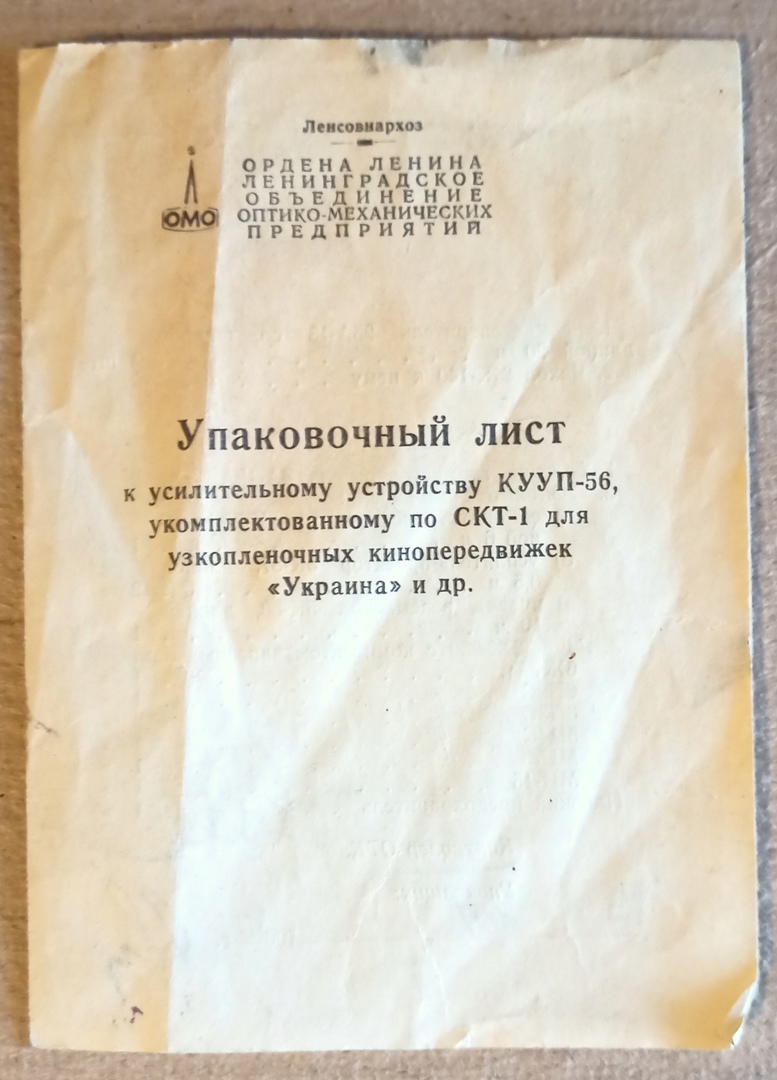 Ленсовнархоз
ОРДЕНА ЛЕНИНА
ЛЕНИНГРАДСКОЕ
ОБЪЕДИНЕНИЕ
ОПТИКО-МЕХАНИЧЕСКИХ
ПРЕДПРИЯТИЙ
ЛОМО
Упаковочный лист
к усилительному устройству КУУП-56,
укомплектованному по СКТ-1 для
узкопленочных кинопередвижек
«Украина» и др.